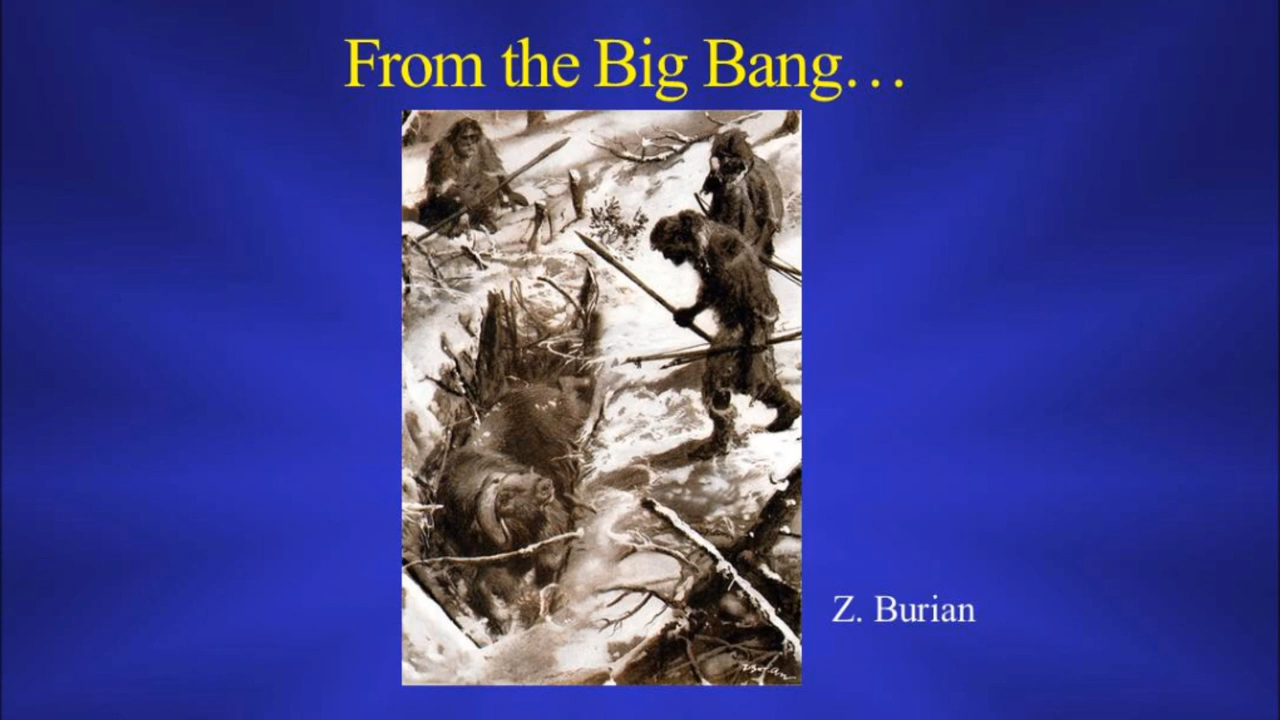 From the Big Bang…
Z. Burian